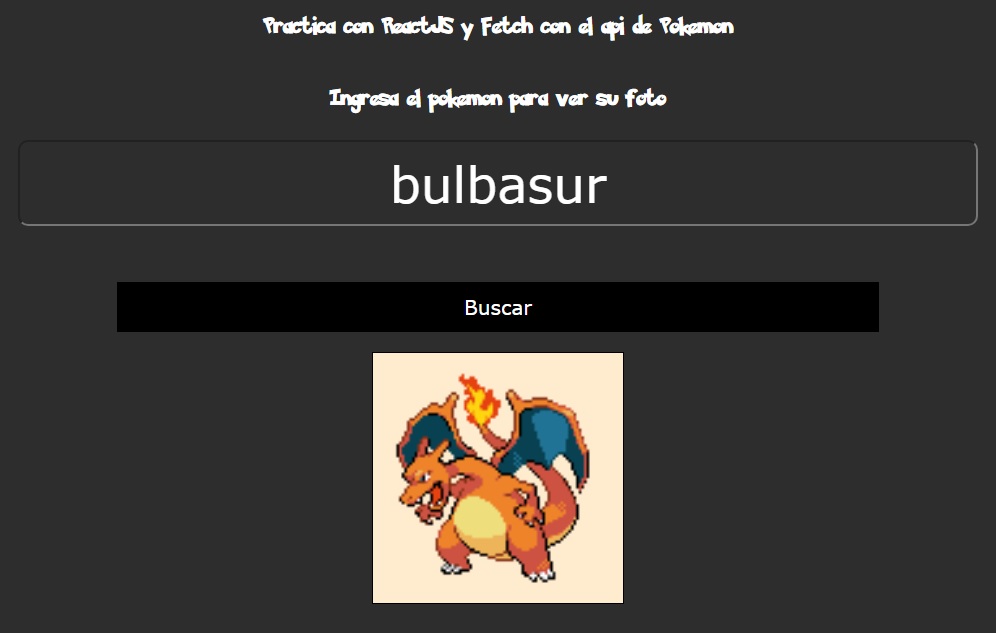 Practica con ReactJS y Fetch con el api de Pokemon
Ingresa el pokemon para ver su foto
bulbasur
Buscar